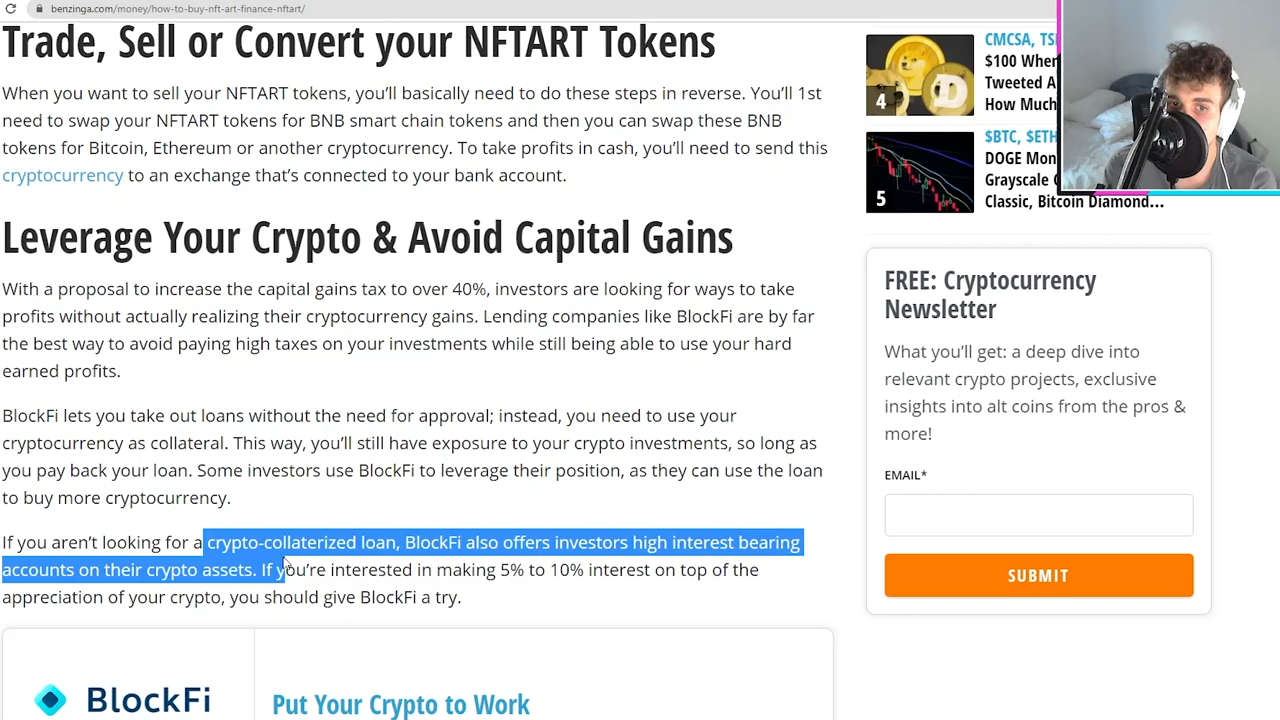 benzinga.com/money/how-to-buy-nft-art-finance-nftart/
Trade, Sell or Convert your NFTART Tokens
When you want to sell your NFTART tokens, you'll basically need to do these steps in reverse. You'll 1st
need to swap your NFTART tokens for BNB smart chain tokens and then you can swap these BNB
tokens for Bitcoin, Ethereum or another cryptocurrency. To take profits in cash, you'll need to send this
cryptocurrency to an exchange that's connected to your bank account.
Leverage Your Crypto & Avoid Capital Gains
With a proposal to increase the capital gains tax to over 40%, investors are looking for ways to take
profits without actually realizing their cryptocurrency gains. Lending companies like BlockFi are by far
the best way to avoid paying high taxes on your investments while still being able to use your hard
earned profits.
BlockFi lets you take out loans without the need for approval; instead, you need to use your
cryptocurrency as collateral. This way, you'll still have exposure to your crypto investments, so long as
you pay back your loan. Some investors use BlockFi to leverage their position, as they can use the loan
to buy more cryptocurrency.
If you aren't looking for a crypto-collaterized loan, BlockFi also offers investors high interest bearing
accounts on their crypto assets. If you're interested in making 5% to 10% interest on top of the
appreciation of your crypto, you should give BlockFi a try.
BlockFi
Put Your Crypto to Work
4
CMCSA,
$100 When
Tweeted A
How Much
5
$BTC, $ETH
DOGE Mon
Grayscale
Classic, Bitcoin Diamond...
FREE: Cryptocurrency
Newsletter
What you'll get: a deep dive into
relevant crypto projects, exclusive
insights into alt coins from the pros &
more!
EMAIL*
SUBMIT